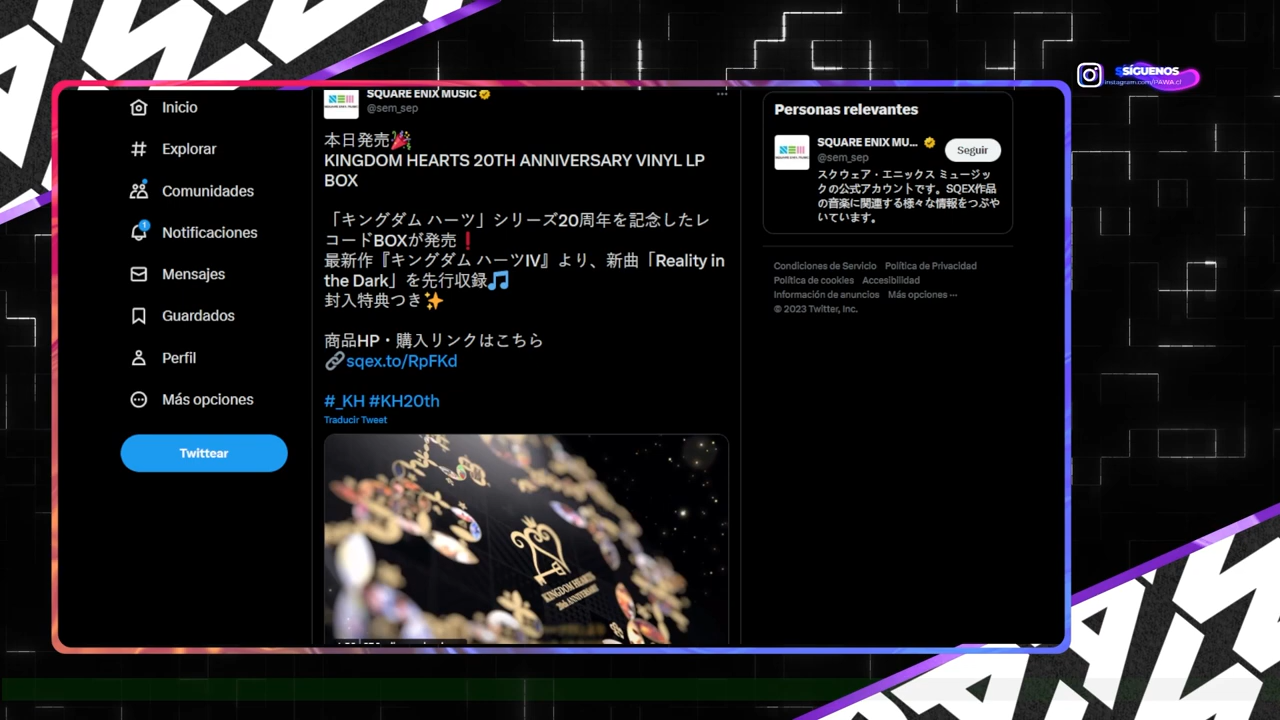 SÍGUENOS
instagram.com/PAWA.cl
Inicio
Explorar
Comunidades
1
Notificaciones
Mensajes
Guardados
Perfil
Más opciones
Twittear
SQUARE ENIX MUSIC
@sem_sep
本日発売🎉
KINGDOM HEARTS 20TH ANNIVERSARY VINYL LP
BOX
「キングダム ハーツ」シリーズ20周年を記念したレ
コードBOXが発売❗
最新作『キングダム ハーツIV』より、新曲「Reality in
the Dark」を先行収録🎵
封入特典つき✨
商品HP・購入リンクはこちら
🔗sqex.to/RpFKd
#_KH #KH20th
Traducir Tweet
KINGDOM HEARTS
20th ANNIVERSARY
Personas relevantes
SQUARE ENIX MU...
@sem_sep
Seguir
スクウェア・エニックス ミュージッ
クの公式アカウントです。SQEX作品
の音楽に関連する様々な情報をつぶや
いています。
Condiciones de Servicio Política de Privacidad
Política de cookies Accesibilidad
Información de anuncios Más opciones ···
© 2023 Twitter, Inc.